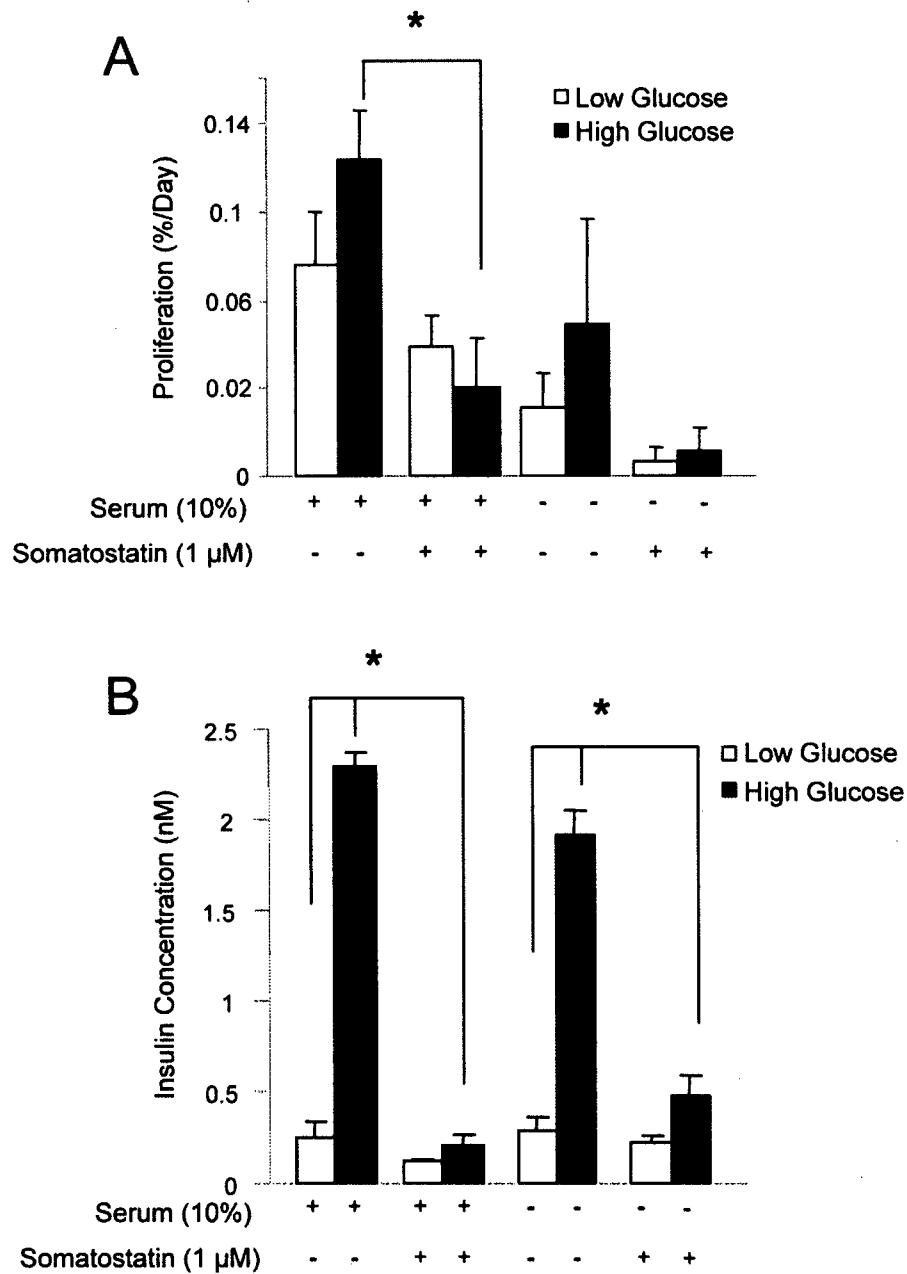 A
*
Low Glucose
High Glucose
Proliferation (%/Day)
0.14
0.1
0.06
0.02
0
Serum (10%) + + + + - - - -
Somatostatin (1 µM) - - + + - - + +
B
*
*
Low Glucose
High Glucose
Insulin Concentration (nM)
2.5
2
1.5
1
0.5
0
Serum (10%) + + + + - - - -
Somatostatin (1 µM) - - + + - - + +